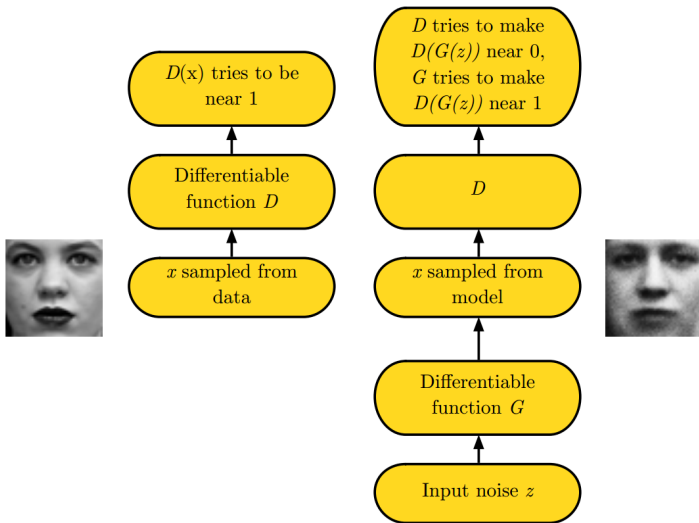 D(x) tries to be
near 1
Differentiable
function D
x sampled from
data
D tries to make
D(G(z)) near 0,
G tries to make
D(G(z)) near 1
D
x sampled from
model
Differentiable
function G
Input noise z